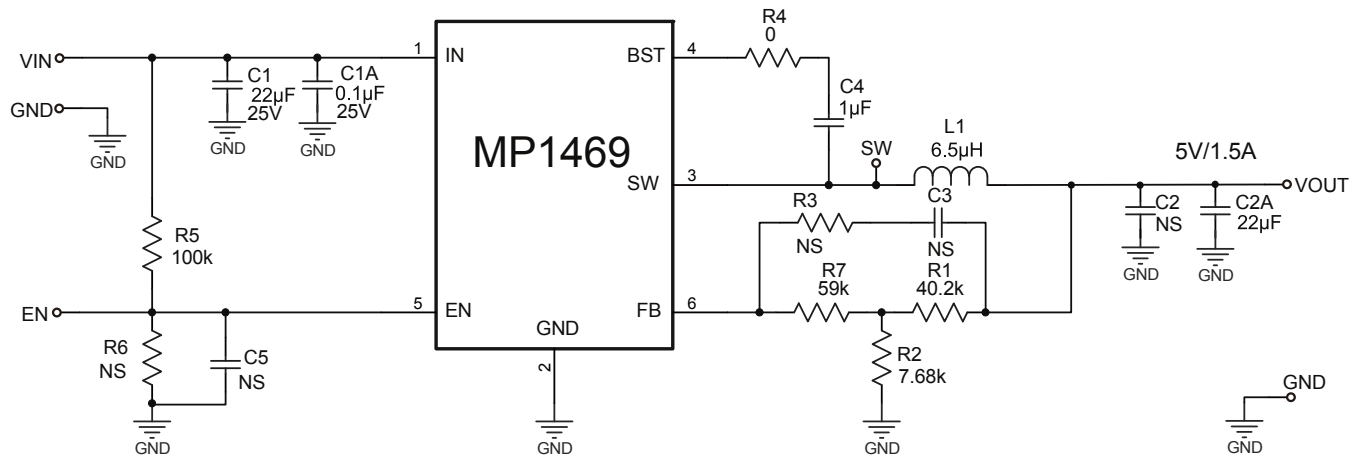 VIN
GND
GND
C1
22µF
25V
GND
C1A
0.1µF
25V
GND
R5
100k
EN
R6
NS
C5
NS
GND
1
IN
BST
4
MP1469
SW
3
5
EN
GND
FB
6
2
GND
R4
0
C4
1µF
SW
L1
6.5µH
5V/1.5A
VOUT
R3
NS
C3
NS
R7
59k
R1
40.2k
R2
7.68k
GND
C2
NS
GND
C2A
22µF
GND
GND
GND